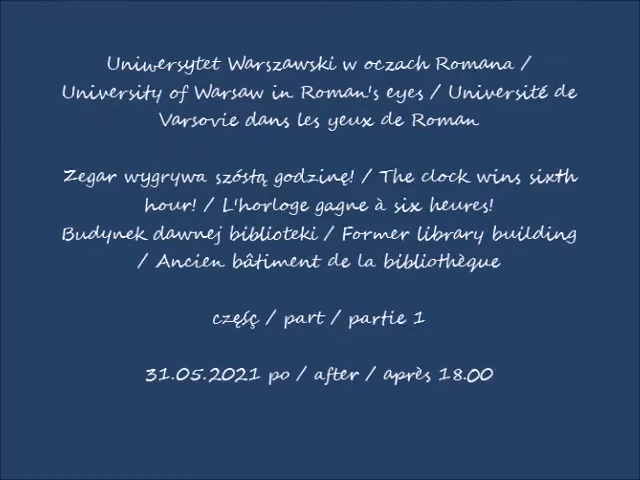 Uniwersytet Warszawski w oczach Romana /
University of Warsaw in Roman's eyes / Université de
Varsovie dans les yeux de Roman
Zegar wygrywa szóstą godzinę! / The clock wins sixth
hour! / L'horloge gagne à six heures!
Budynek dawnej biblioteki / Former library building
/ Ancien bâtiment de la bibliothèque
częśç / part / partie 1
31.05.2021 po / after / après 18.00